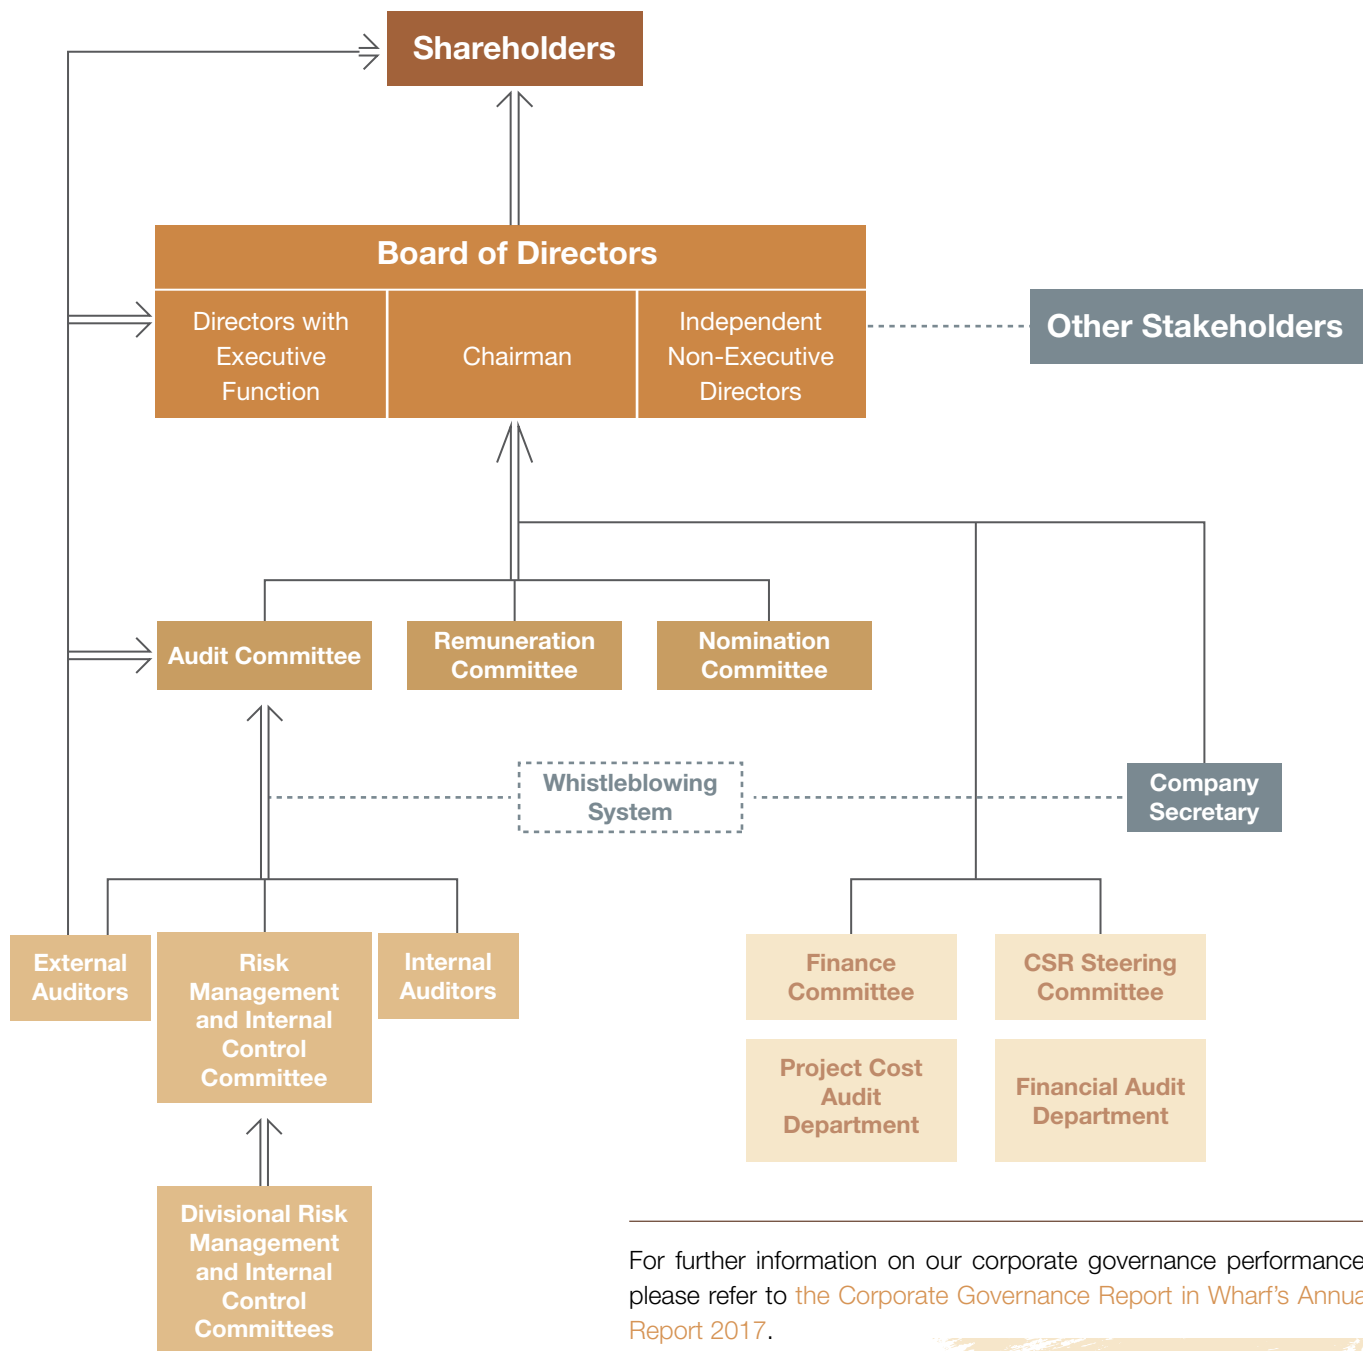 Shareholders
Board of Directors
Directors with
Executive
Function
Chairman
Independent
Non-Executive
Directors
Other Stakeholders
Audit Committee
Remuneration
Committee
Nomination
Committee
Whistleblowing
System
Company
Secretary
External
Auditors
Risk
Management
and Internal
Control
Committee
Internal
Auditors
Finance
Committee
CSR Steering
Committee
Project Cost
Audit
Department
Financial Audit
Department
Divisional Risk
Management
and Internal
Control
Committees
For further information on our corporate governance performance
please refer to the Corporate Governance Report in Wharf’s Annua
Report 2017.